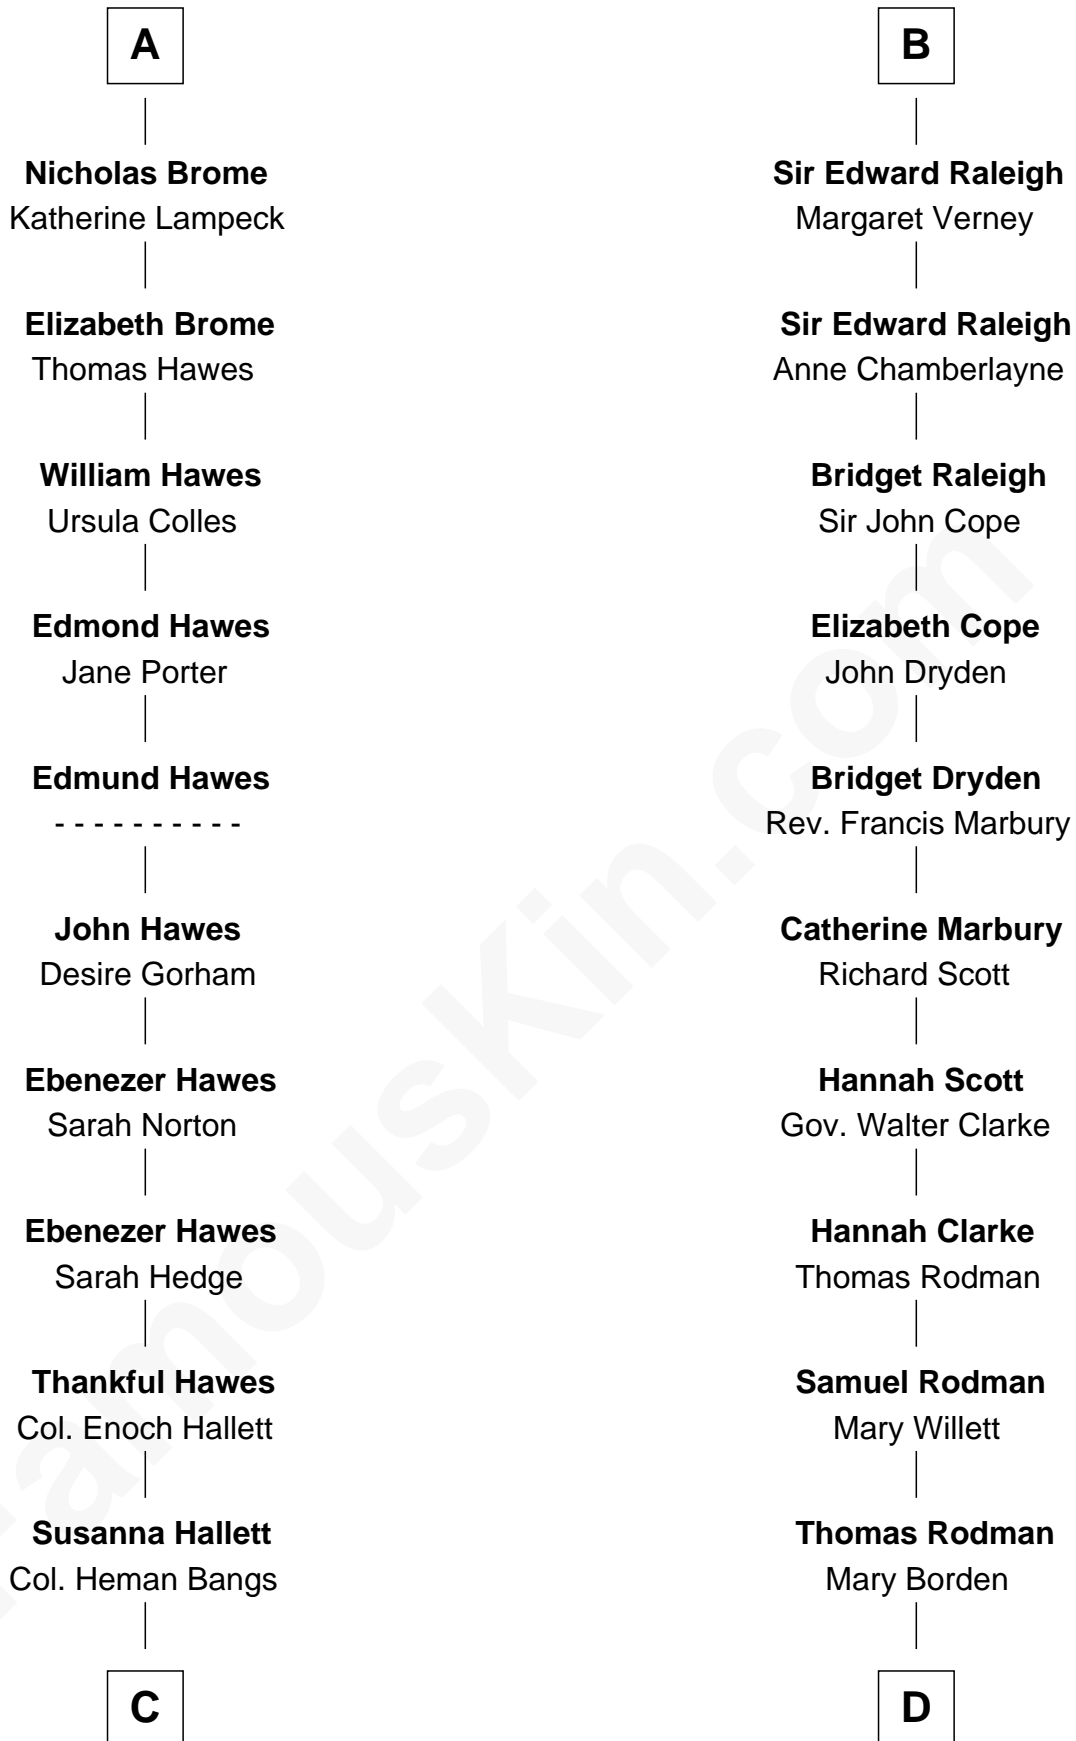 A
Nicholas Brome
Katherine Lampeck
Elizabeth Brome
Thomas Hawes
William Hawes
Ursula Colles
Edmond Hawes
Jane Porter
Edmund Hawes
- - - - - - - - - -
John Hawes
Desire Gorham
Ebenezer Hawes
Sarah Norton
Ebenezer Hawes
Sarah Hedge
Thankful Hawes
Col. Enoch Hallett
Susanna Hallett
Col. Heman Bangs
C
B
Sir Edward Raleigh
Margaret Verney
Sir Edward Raleigh
Anne Chamberlayne
Bridget Raleigh
Sir John Cope
Elizabeth Cope
John Dryden
Bridget Dryden
Rev. Francis Marbury
Catherine Marbury
Richard Scott
Hannah Scott
Gov. Walter Clarke
Hannah Clarke
Thomas Rodman
Samuel Rodman
Mary Willett
Thomas Rodman
Mary Borden
D
FamousKin.com